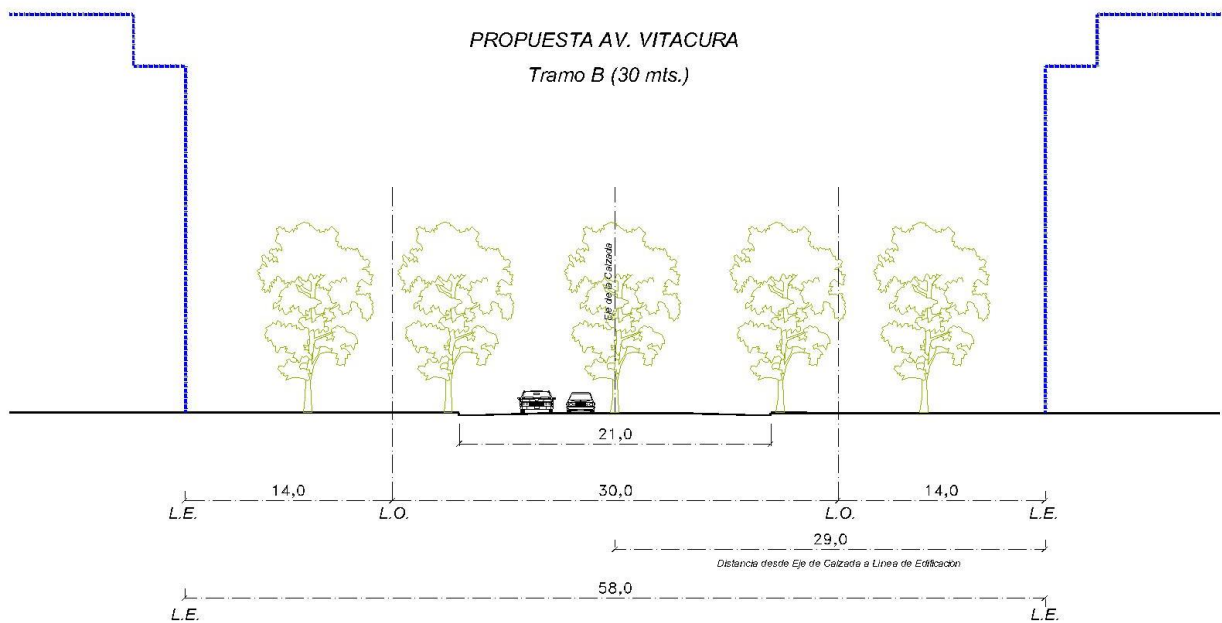 PROPUESTA AV. VITACURA
Tramo B (30 mts.)
Eje de la Calzada
21,0
14,0 30,0 14,0
L.E. L.O. L.O. L.E.
29,0
Distancia desde Eje de Calzada a Linea de Edificación
58,0
L.E. L.E.